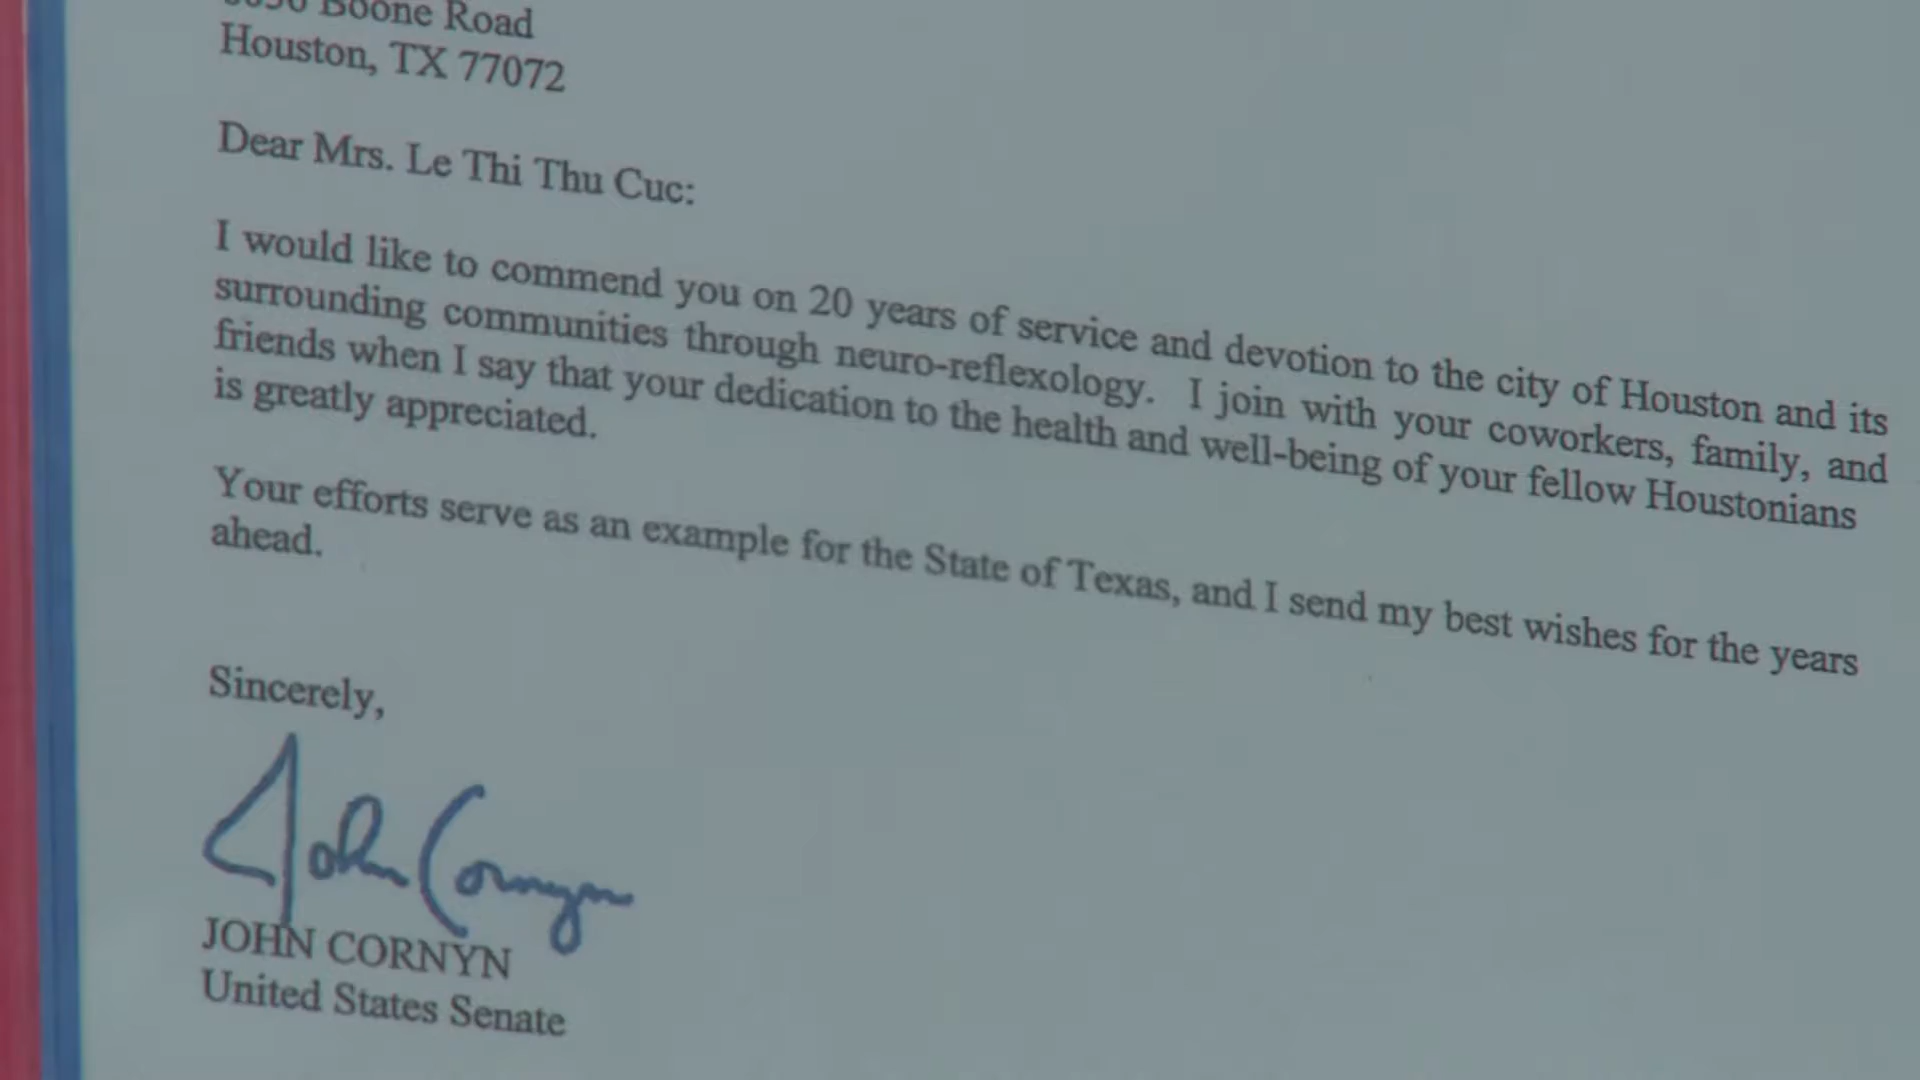 Boone Road
Houston, TX 77072
Dear Mrs. Le Thi Thu Cuc:
I would like to commend you on 20 years of service and devotion to the city of Houston and its
surrounding communities through neuro-reflexology. I join with your coworkers, family, and
friends when I say that your dedication to the health and well-being of your fellow Houstonians
is greatly appreciated.
Your efforts serve as an example for the State of Texas, and I send my best wishes for the years
ahead.
Sincerely,
John Cornyn
JOHN CORNYN
United States Senate